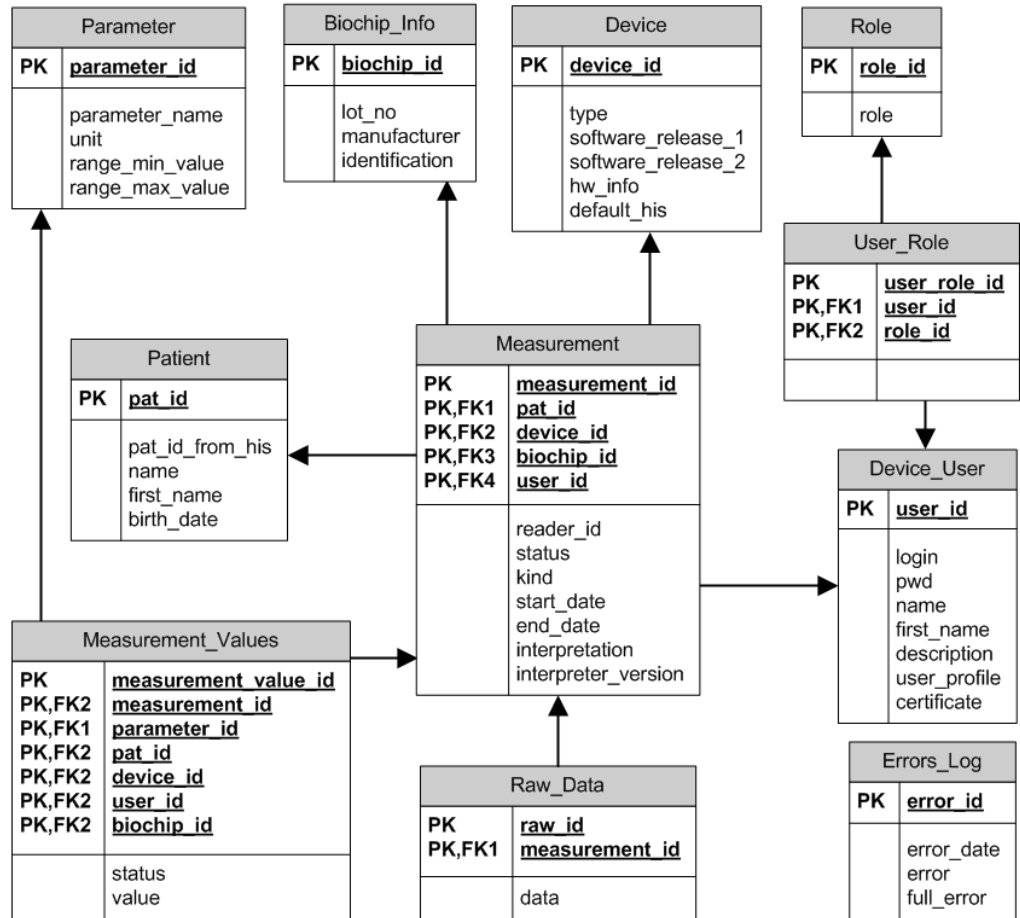 Parameter
PK parameter_id
parameter_name
unit
range_min_value
range_max_value
Biochip_Info
PK biochip_id
lot_no
manufacturer
identification
Device
PK device_id
type
software_release_1
software_release_2
hw_info
default_his
Role
PK role_id
role
User_Role
PK user_role_id
PK,FK1 user_id
PK,FK2 role_id
Patient
PK pat_id
pat_id_from_his
name
first_name
birth_date
Measurement
PK measurement_id
PK,FK1 pat_id
PK,FK2 device_id
PK,FK3 biochip_id
PK,FK4 user_id
reader_id
status
kind
start_date
end_date
interpretation
interpreter_version
Device_User
PK user_id
login
pwd
name
first_name
description
user_profile
certificate
Measurement_Values
PK measurement_value_id
PK,FK2 measurement_id
PK,FK1 parameter_id
PK,FK2 pat_id
PK,FK2 device_id
PK,FK2 user_id
PK,FK2 biochip_id
status
value
Raw_Data
PK raw_id
PK,FK1 measurement_id
data
Errors_Log
PK error_id
error_date
error
full_error